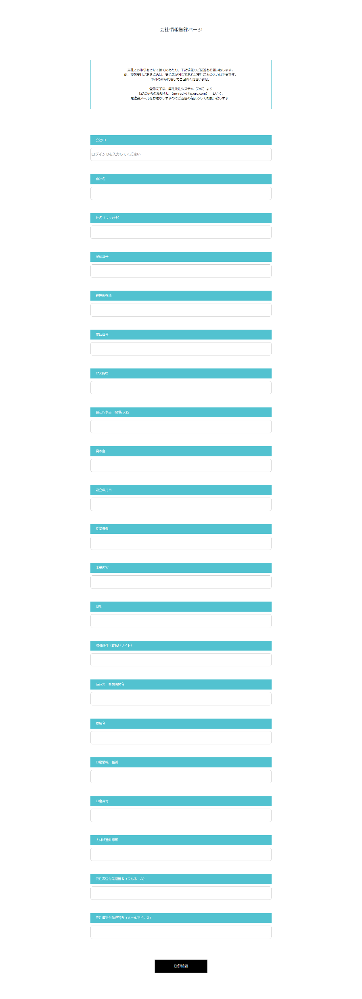 会社情報登録ページ
貴社とお取引をさせて頂くにあたり、下記情報のご回答をお願い致します。
尚、複数支社がある場合は、支払先が同じであれば支社ごとの入力は不要です。
本社の方が代表してご回答くださいませ。
登録完了後、弊社発注システム【ZAC】より
「ZACからのお知らせ （no-reply@jp.oro.com）」という、
発注書メールをお送りしますのでご返信の程よろしくお願い致します。
会社ID
ログインIDを入力してください
会社名
社名（フリガナ）
郵便番号
総理所在地
電話番号
FAX番号
会社代表者　役職/氏名
資本金
設立年月日
従業員数
事業内容
URL
取引条件（支払いサイト）
振込先　金融機関名
支店名
口座情報　種別
口座番号
人材派遣許認可
発注書送付先担当者（フルネーム）
発注書送付先担当者（メールアドレス）
登録確認